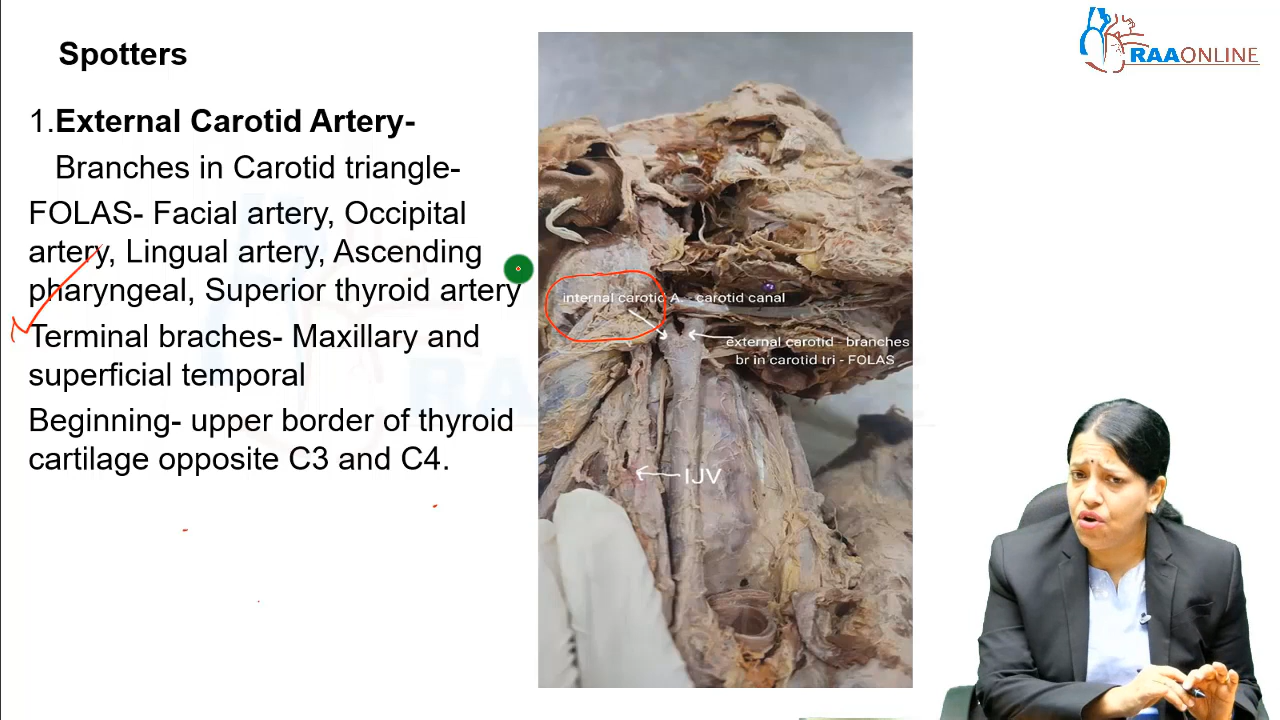 Spotters
1.External Carotid Artery-
Branches in Carotid triangle-
FOLAS- Facial artery, Occipital
artery, Lingual artery, Ascending
pharyngeal, Superior thyroid artery
Terminal braches- Maxillary and
superficial temporal
Beginning- upper border of thyroid
cartilage opposite C3 and C4.
internal carotid A. - carotid canal
external carotid - branches
br in carotid tri - FOLAS
IJV
RAAONLINE